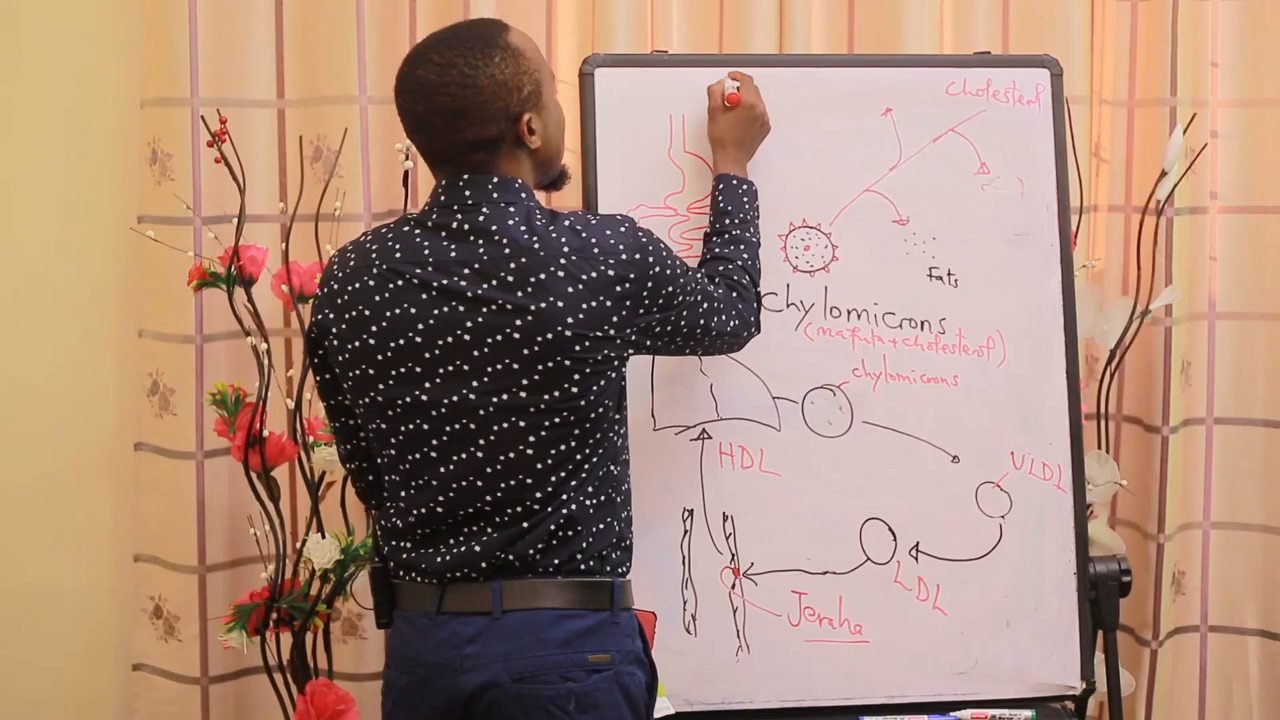 Cholesterol
Fats
chylomicrons
(mafuta + cholesterol)
chylomicrons
HDL
VLDL
LDL
Jeraha